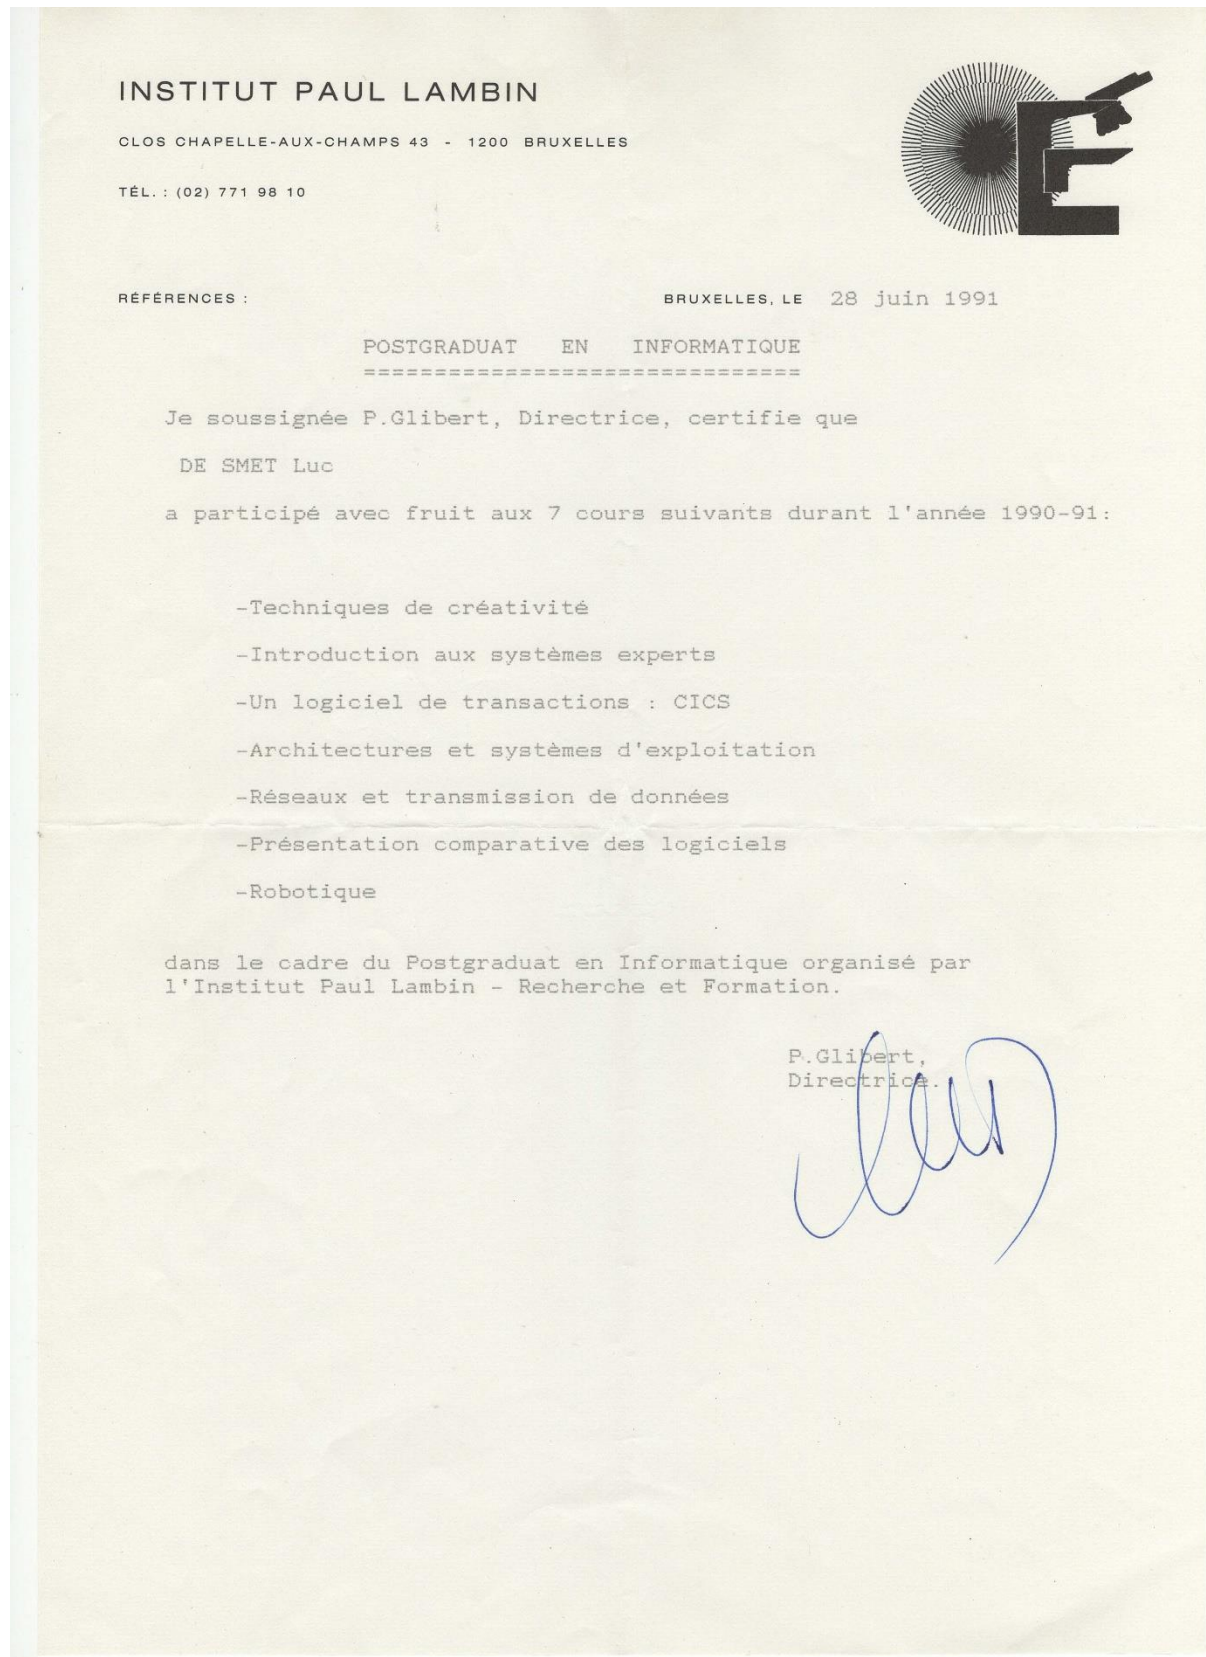 INSTITUT PAUL LAMBIN
CLOS CHAPELLE-AUX-CHAMPS 43 - 1200 BRUXELLES
TÉL. : (02) 771 98 10
RÉFÉRENCES :
BRUXELLES, LE 28 juin 1991
POSTGRADUAT EN INFORMATIQUE
===============================
Je soussignée P.Glibert, Directrice, certifie que
DE SMET Luc
a participé avec fruit aux 7 cours suivants durant l'année 1990-91:
-Techniques de créativité
-Introduction aux systèmes experts
-Un logiciel de transactions : CICS
-Architectures et systèmes d'exploitation
-Réseaux et transmission de données
-Présentation comparative des logiciels
-Robotique
dans le cadre du Postgraduat en Informatique organisé par
l'Institut Paul Lambin - Recherche et Formation.
P.Glibert,
Directrice.